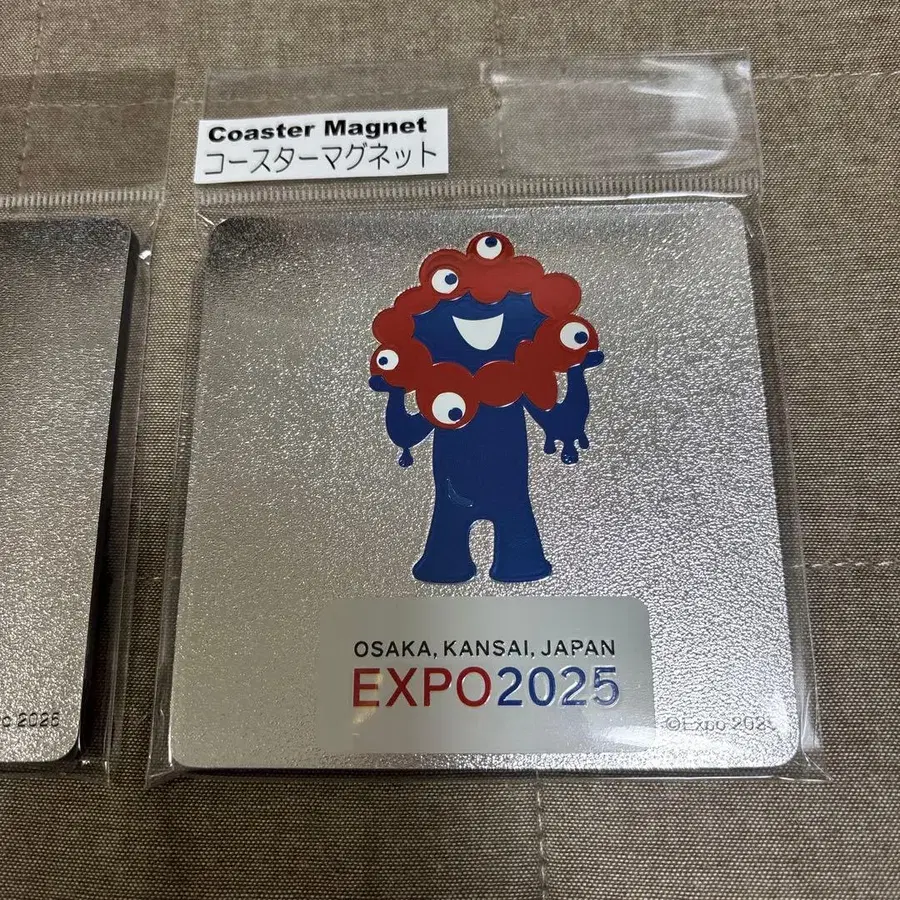 Coaster Magnet
コースターマグネット
OSAKA, KANSAI, JAPAN
EXPO2025
©Expo 2025